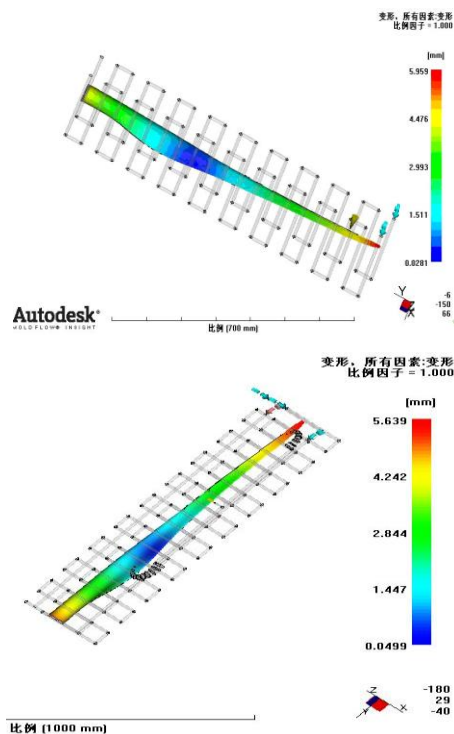 变形，所有因素:变形
比例因子 = 1.000
[mm]
5.959
4.476
2.993
1.511
0.0281
Y
Z
X
-6
-150
66
Autodesk®
MOLDFLOW® INSIGHT
比例 (700 mm)
变形，所有因素:变形
比例因子 = 1.000
[mm]
5.639
4.242
2.844
1.447
0.0499
Z
Y
X
-180
29
-40
比例 (1000 mm)